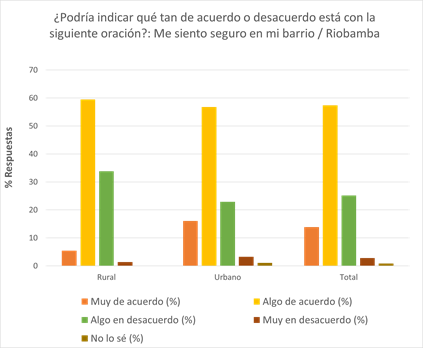 ¿Podría indicar qué tan de acuerdo o desacuerdo está con la
siguiente oración?: Me siento seguro en mi barrio / Riobamba
70
60
50
40
30
20
10
0
% Respuestas
Rural Urbano Total
Muy de acuerdo (%) Algo de acuerdo (%)
Algo en desacuerdo (%) Muy en desacuerdo (%)
No lo sé (%)